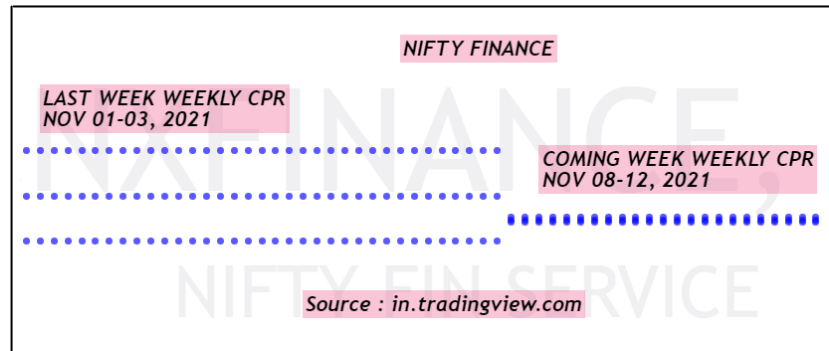 NIFTY FINANCE
LAST WEEK WEEKLY CPR
NOV 01-03, 2021
NXFINANCE,
COMING WEEK WEEKLY CPR
NOV 08-12, 2021
NIFTY FIN SERVICE
Source : in.tradingview.com